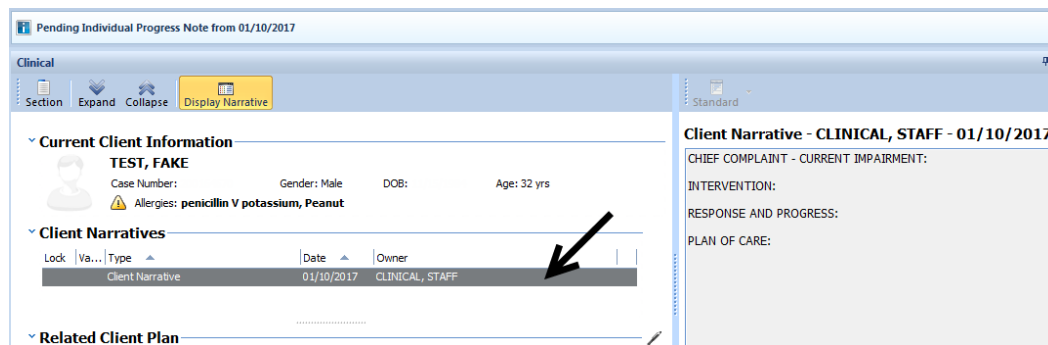 Pending Individual Progress Note from 01/10/2017
Clinical
Section Expand Collapse Display Narrative
Current Client Information
TEST, FAKE
Case Number: Gender: Male DOB: Age: 32 yrs
Allergies: penicillin V potassium, Peanut
Client Narratives
Lock Va... Type Date Owner
Client Narrative 01/10/2017 CLINICAL, STAFF
Related Client Plan
Standard
Client Narrative - CLINICAL, STAFF - 01/10/2017
CHIEF COMPLAINT - CURRENT IMPAIRMENT:
INTERVENTION:
RESPONSE AND PROGRESS:
PLAN OF CARE: